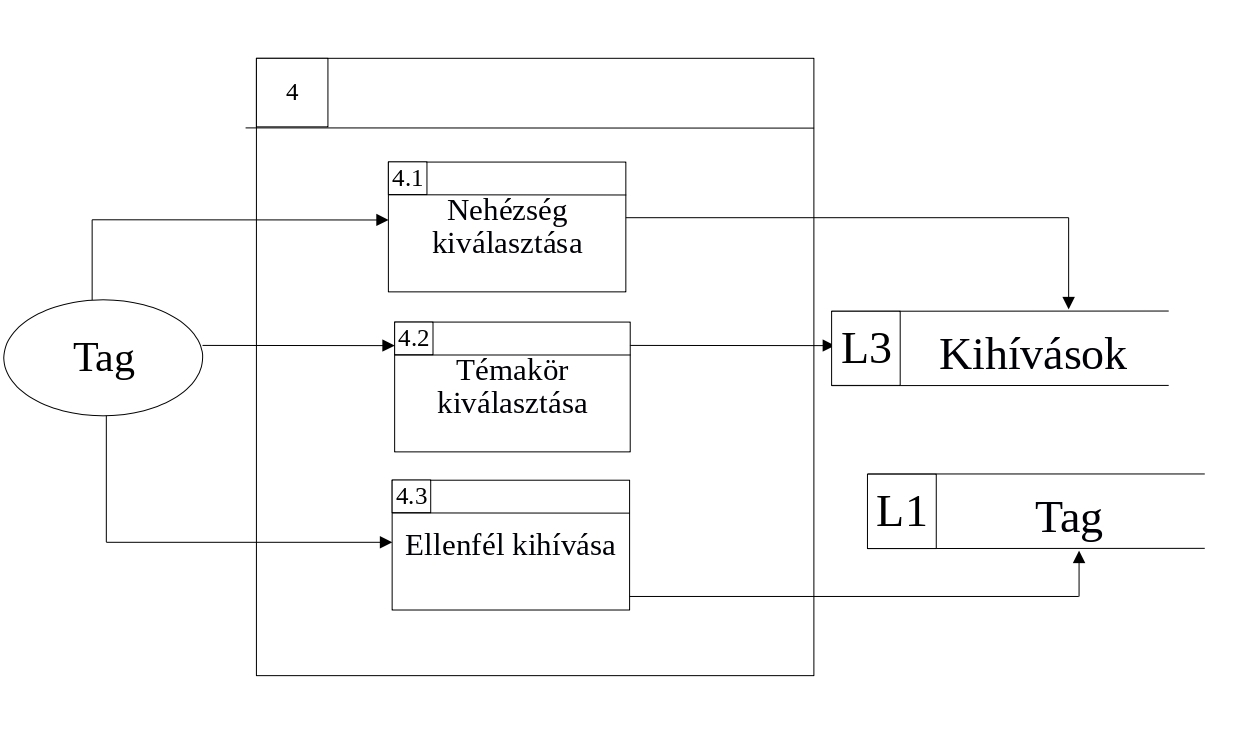 4
4.1
Nehézség
kiválasztása
Tag
4.2
Témakör
kiválasztása
L3
Kihívások
4.3
Ellenfél kihívása
L1
Tag